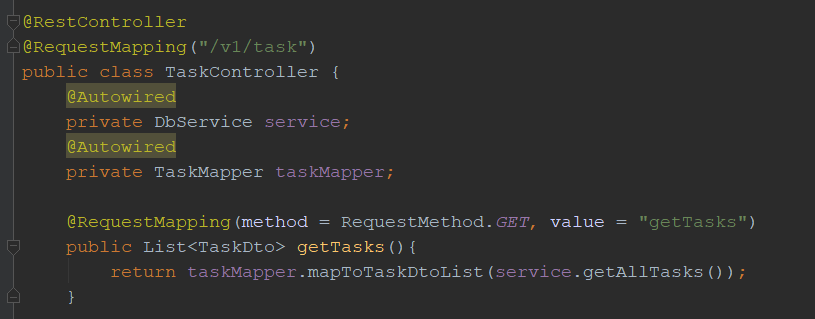 @RestController
@RequestMapping("/v1/task")
public class TaskController {
    @Autowired
    private DbService service;
    @Autowired
    private TaskMapper taskMapper;

    @RequestMapping(method = RequestMethod.GET, value = "getTasks")
    public List<TaskDto> getTasks(){
        return taskMapper.mapToTaskDtoList(service.getAllTasks());
    }